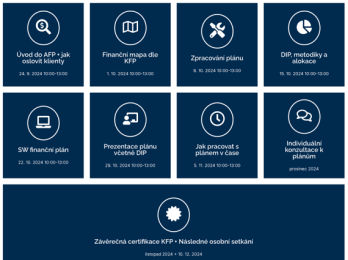 Úvod do AFP + jak
oslovit klienty
24. 9. 2024 10:00-13:00
Finanční mapa dle
KFP
1. 10. 2024 10:00-13:00
Zpracování plánu
8. 10. 2024 10:00-13:00
DIP, metodiky a
alokace
15. 10. 2024 10:00-13:00
SW finanční plán
22. 10. 2024 10:00-13:00
Prezentace plánu
včetně DIP
29. 10. 2024 10:00-13:00
Jak pracovat s
plánem v čase
5. 11. 2024 10:00-13:00
Individuální
konzultace k
plánům
prosinec 2024
Závěrečná certifikace KFP + Následné osobní setkání
listopad 2024 + 10. 12. 2024